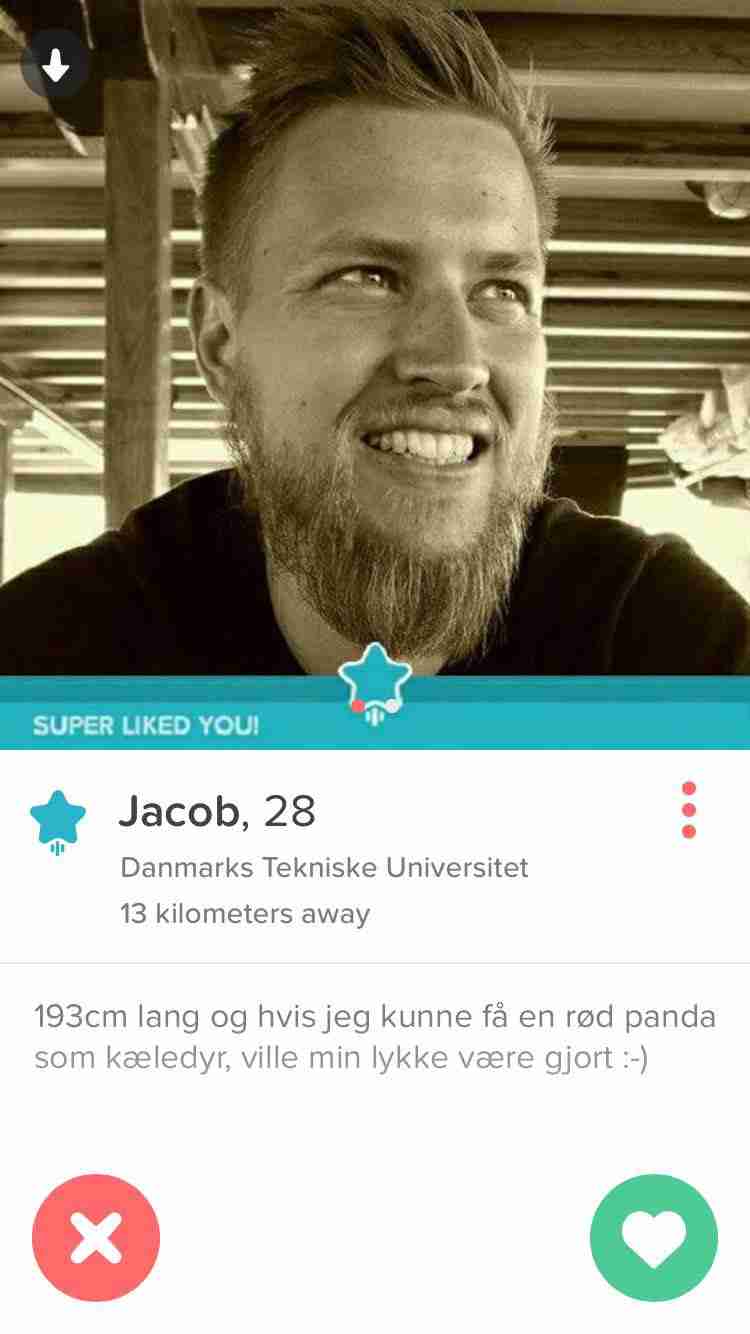 SUPER LIKED YOU!
Jacob, 28
Danmarks Tekniske Universitet
13 kilometers away
193cm lang og hvis jeg kunne få en rød panda
som kæledyr, ville min lykke være gjort :-)